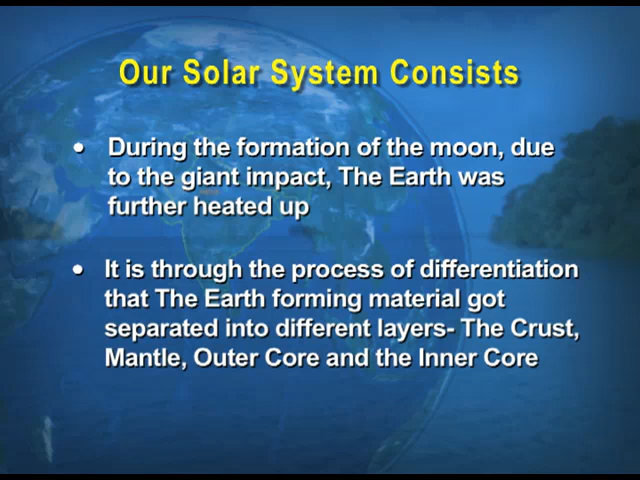 Our Solar System Consists
• During the formation of the moon, due
to the giant impact, The Earth was
further heated up
• It is through the process of differentiation
that The Earth forming material got
separated into different layers- The Crust,
Mantle, Outer Core and the Inner Core